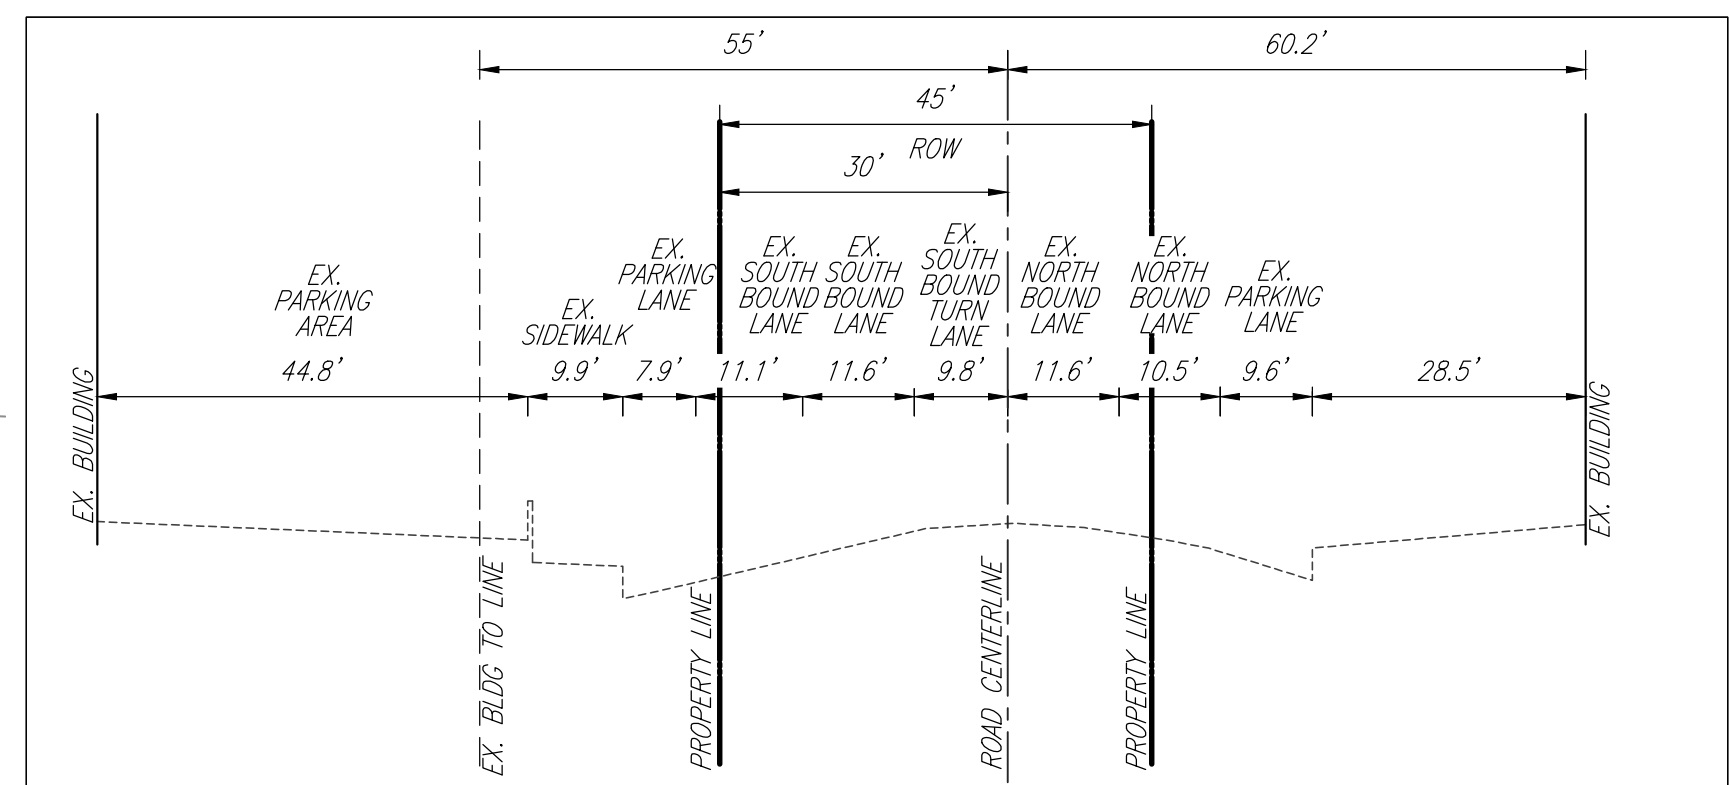 55'
60.2'
45'
ROW
30'
EX.
PARKING
AREA
EX.
SIDEWALK
EX.
PARKING
LANE
EX.
SOUTH
BOUND
LANE
EX.
SOUTH
BOUND
LANE
EX.
SOUTH
BOUND
TURN
LANE
EX.
NORTH
BOUND
LANE
EX.
NORTH
BOUND
LANE
EX.
PARKING
LANE
44.8'
9.9'
7.9'
11.1'
11.6'
9.8'
11.6'
10.5'
9.6'
28.5'
EX. BUILDING
EX. BLDG TO LINE
PROPERTY LINE
ROAD CENTERLINE
PROPERTY LINE
EX. BUILDING